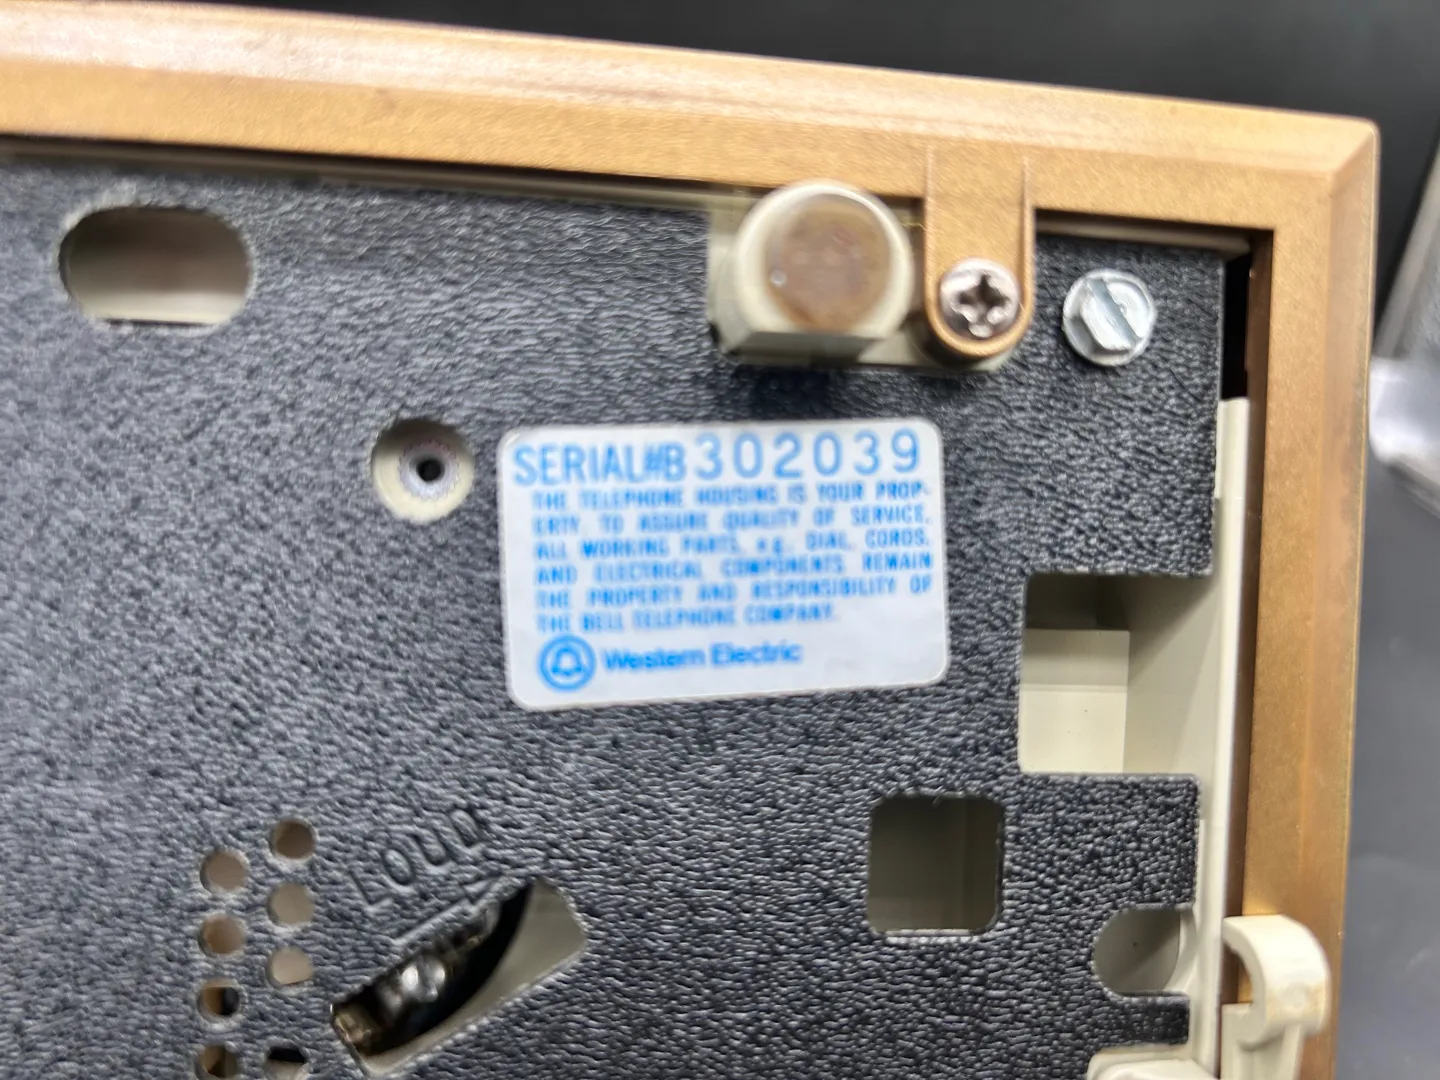 SERIAL#B302039
THE TELEPHONE HOUSING IS YOUR PROP-
ERTY. TO ASSURE QUALITY OF SERVICE,
ALL WORKING PARTS, e.g., DIAL, CORDS,
AND ELECTRICAL COMPONENTS REMAIN
THE PROPERTY AND RESPONSIBILITY OF
THE BELL TELEPHONE COMPANY.
Western Electric
LOUD